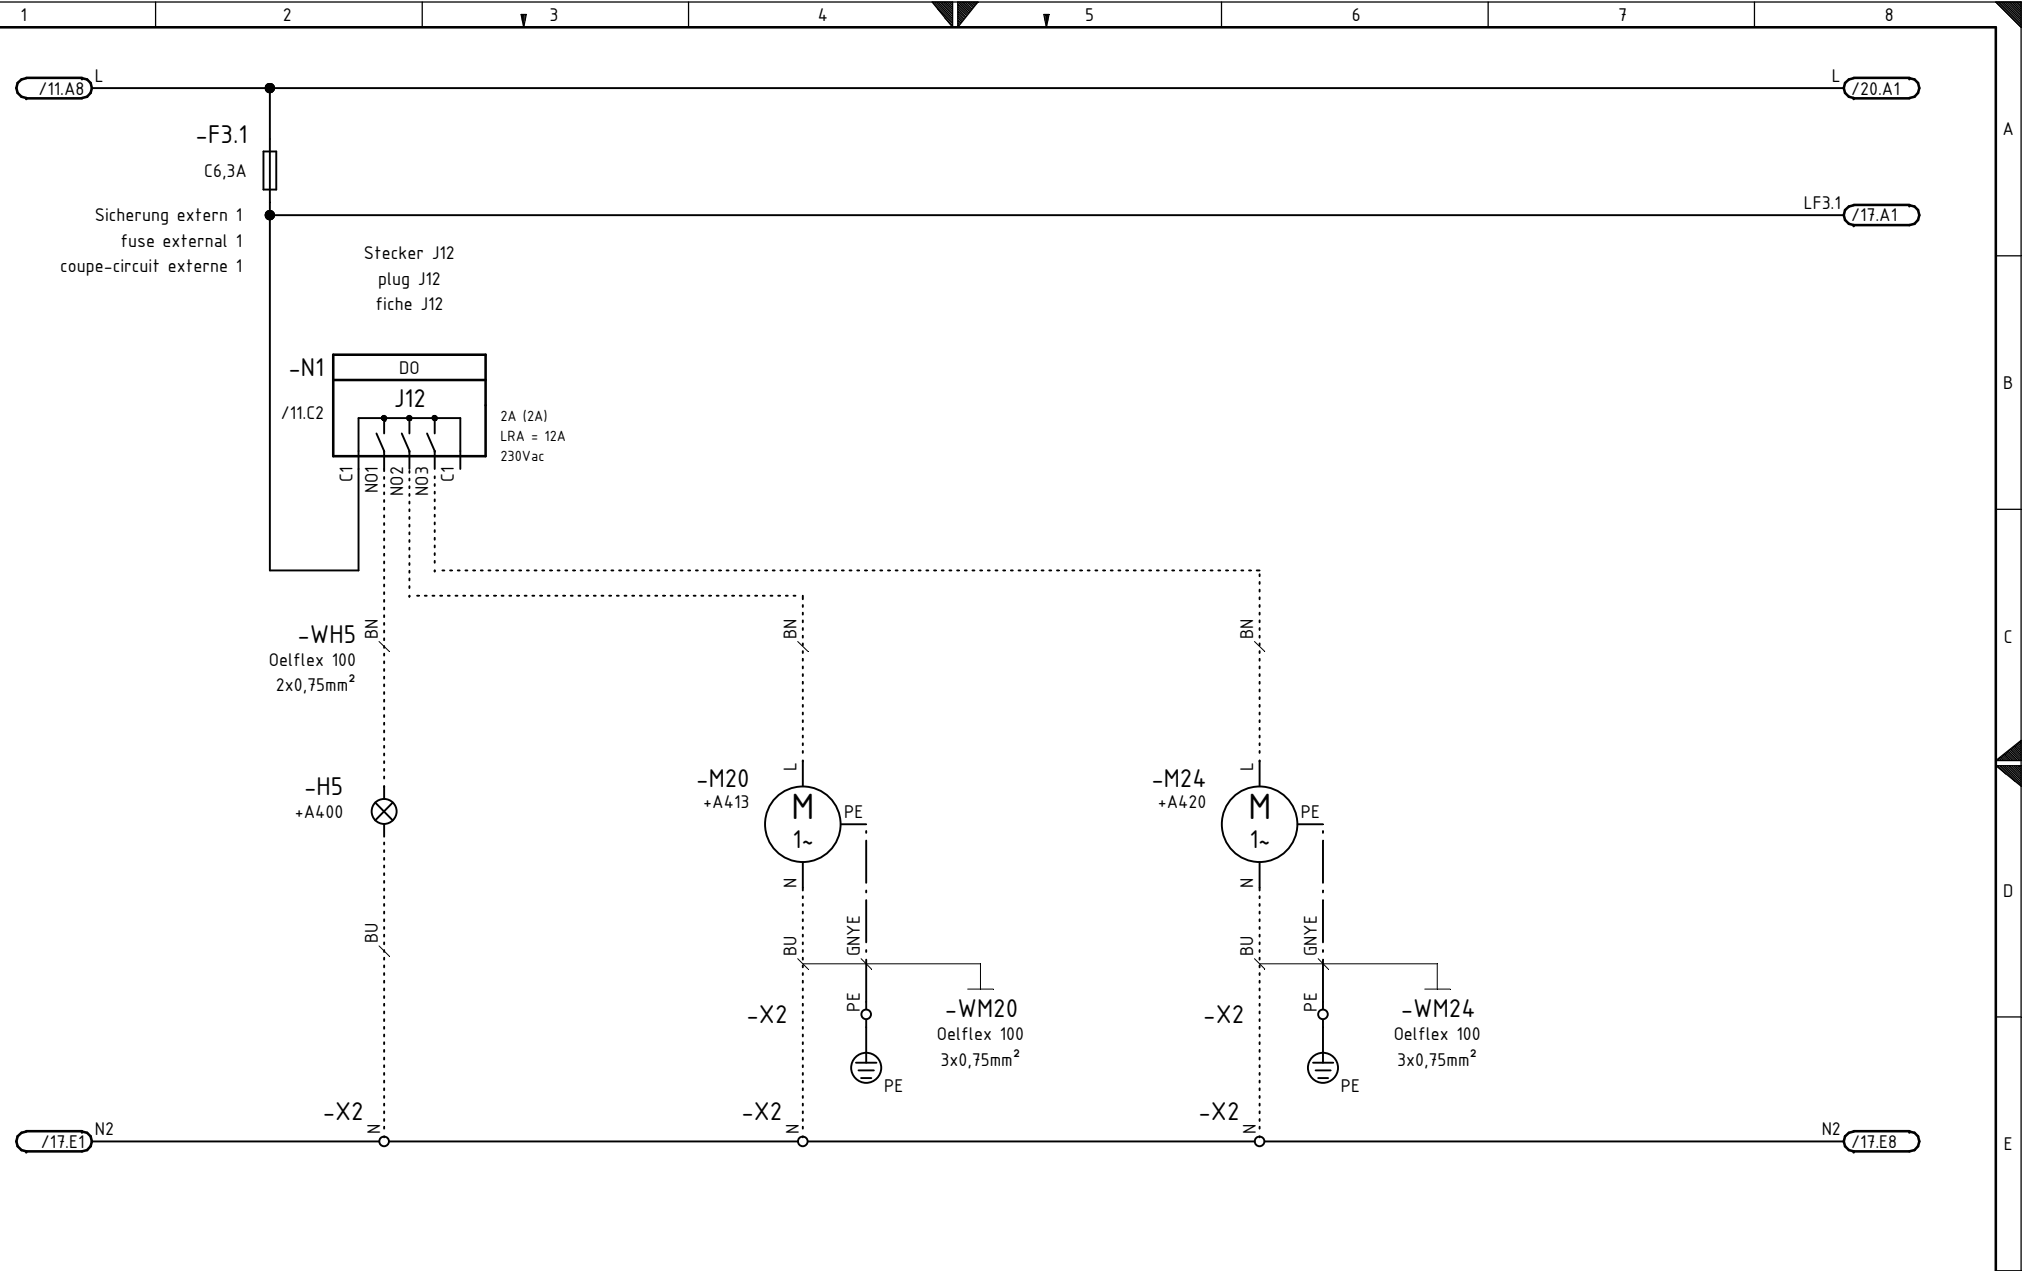 1 2 3 4 5 6 7 8
/11.A8 L
L /20.A1
A
-F3.1
C6,3A
Sicherung extern 1
fuse external 1
coupe-circuit externe 1
LF3.1 /17.A1
Stecker J12
plug J12
fiche J12
B
-N1
/11.C2
DO
J12
2A (2A)
LRA = 12A
230Vac
C1 NO1 NO2 NO3 C1
C
-WH5
Oelflex 100
2x0,75mm²
BN
BN
BN
-H5
+A400
-M20
+A413
L
M
1~
PE
N
-M24
+A420
L
M
1~
PE
N
D
BU
BU
GNYE
BU
GNYE
-X2
PE
-WM20
Oelflex 100
3x0,75mm²
PE
-X2
PE
-WM24
Oelflex 100
3x0,75mm²
PE
-X2
N
-X2
N
-X2
N
/17.E1 N2
N2 /17.E8
E